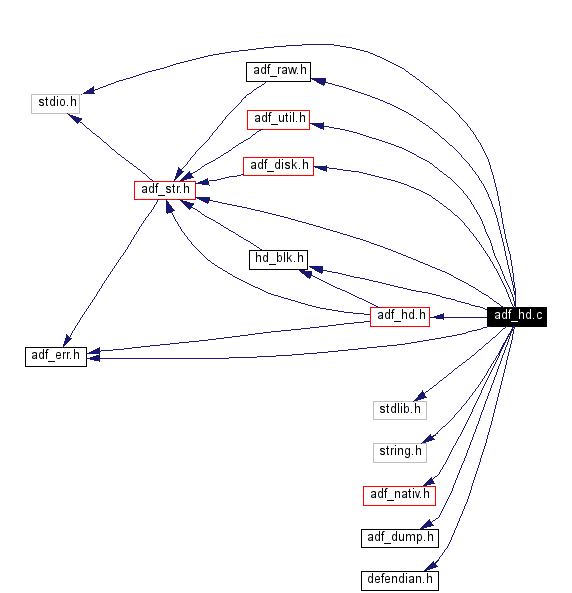 adf_raw.h
stdio.h
adf_util.h
adf_disk.h
adf_str.h
hd_blk.h
adf_hd.h
adf_hd.c
adf_err.h
stdlib.h
string.h
adf_nativ.h
adf_dump.h
defendian.h